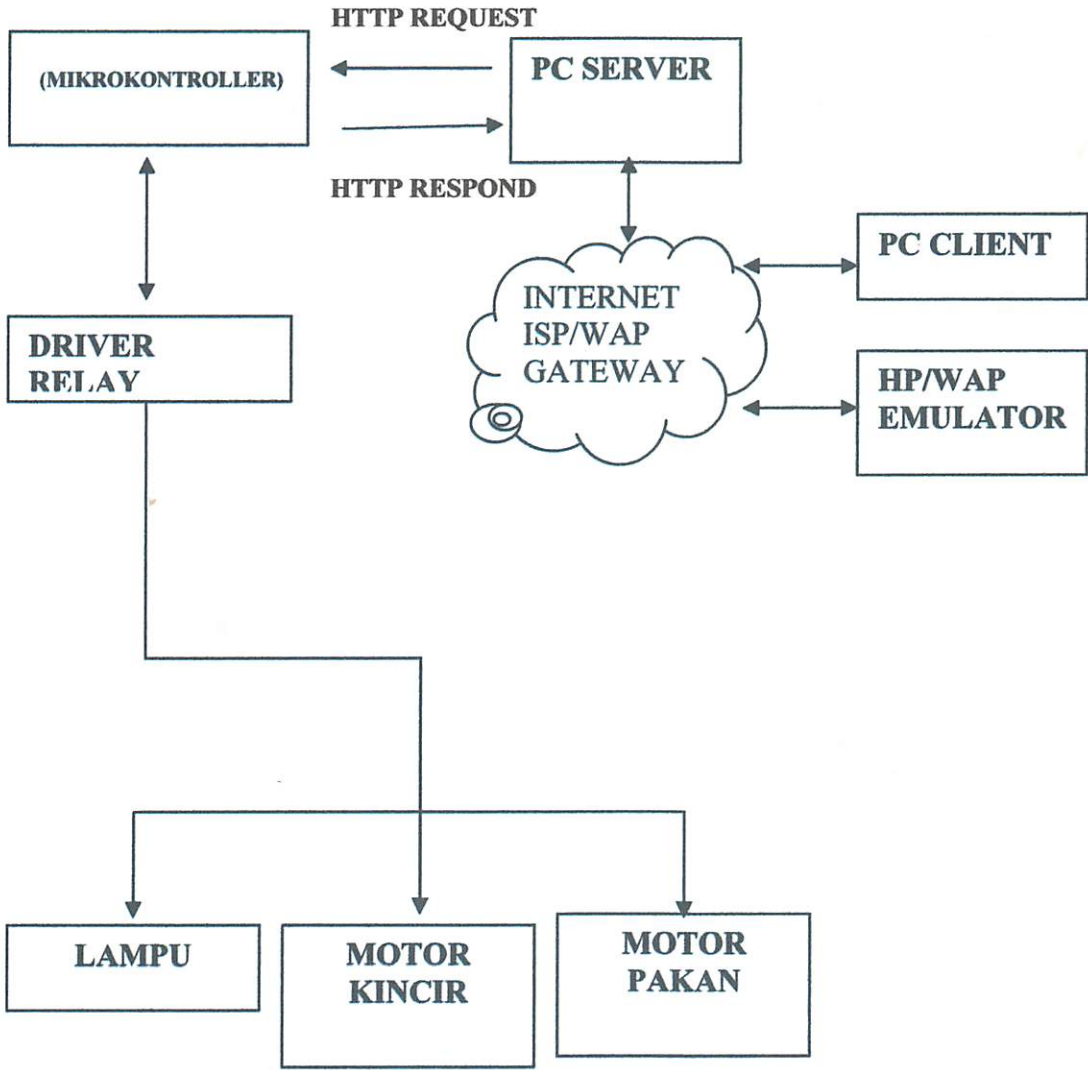 HTTP REQUEST
(MIKROKONTROLLER)
PC SERVER
HTTP RESPOND
PC CLIENT
INTERNET
ISP/WAP
GATEWAY
DRIVER
RELAY
HP/WAP
EMULATOR
LAMPU
MOTOR
KINCIR
MOTOR
PAKAN